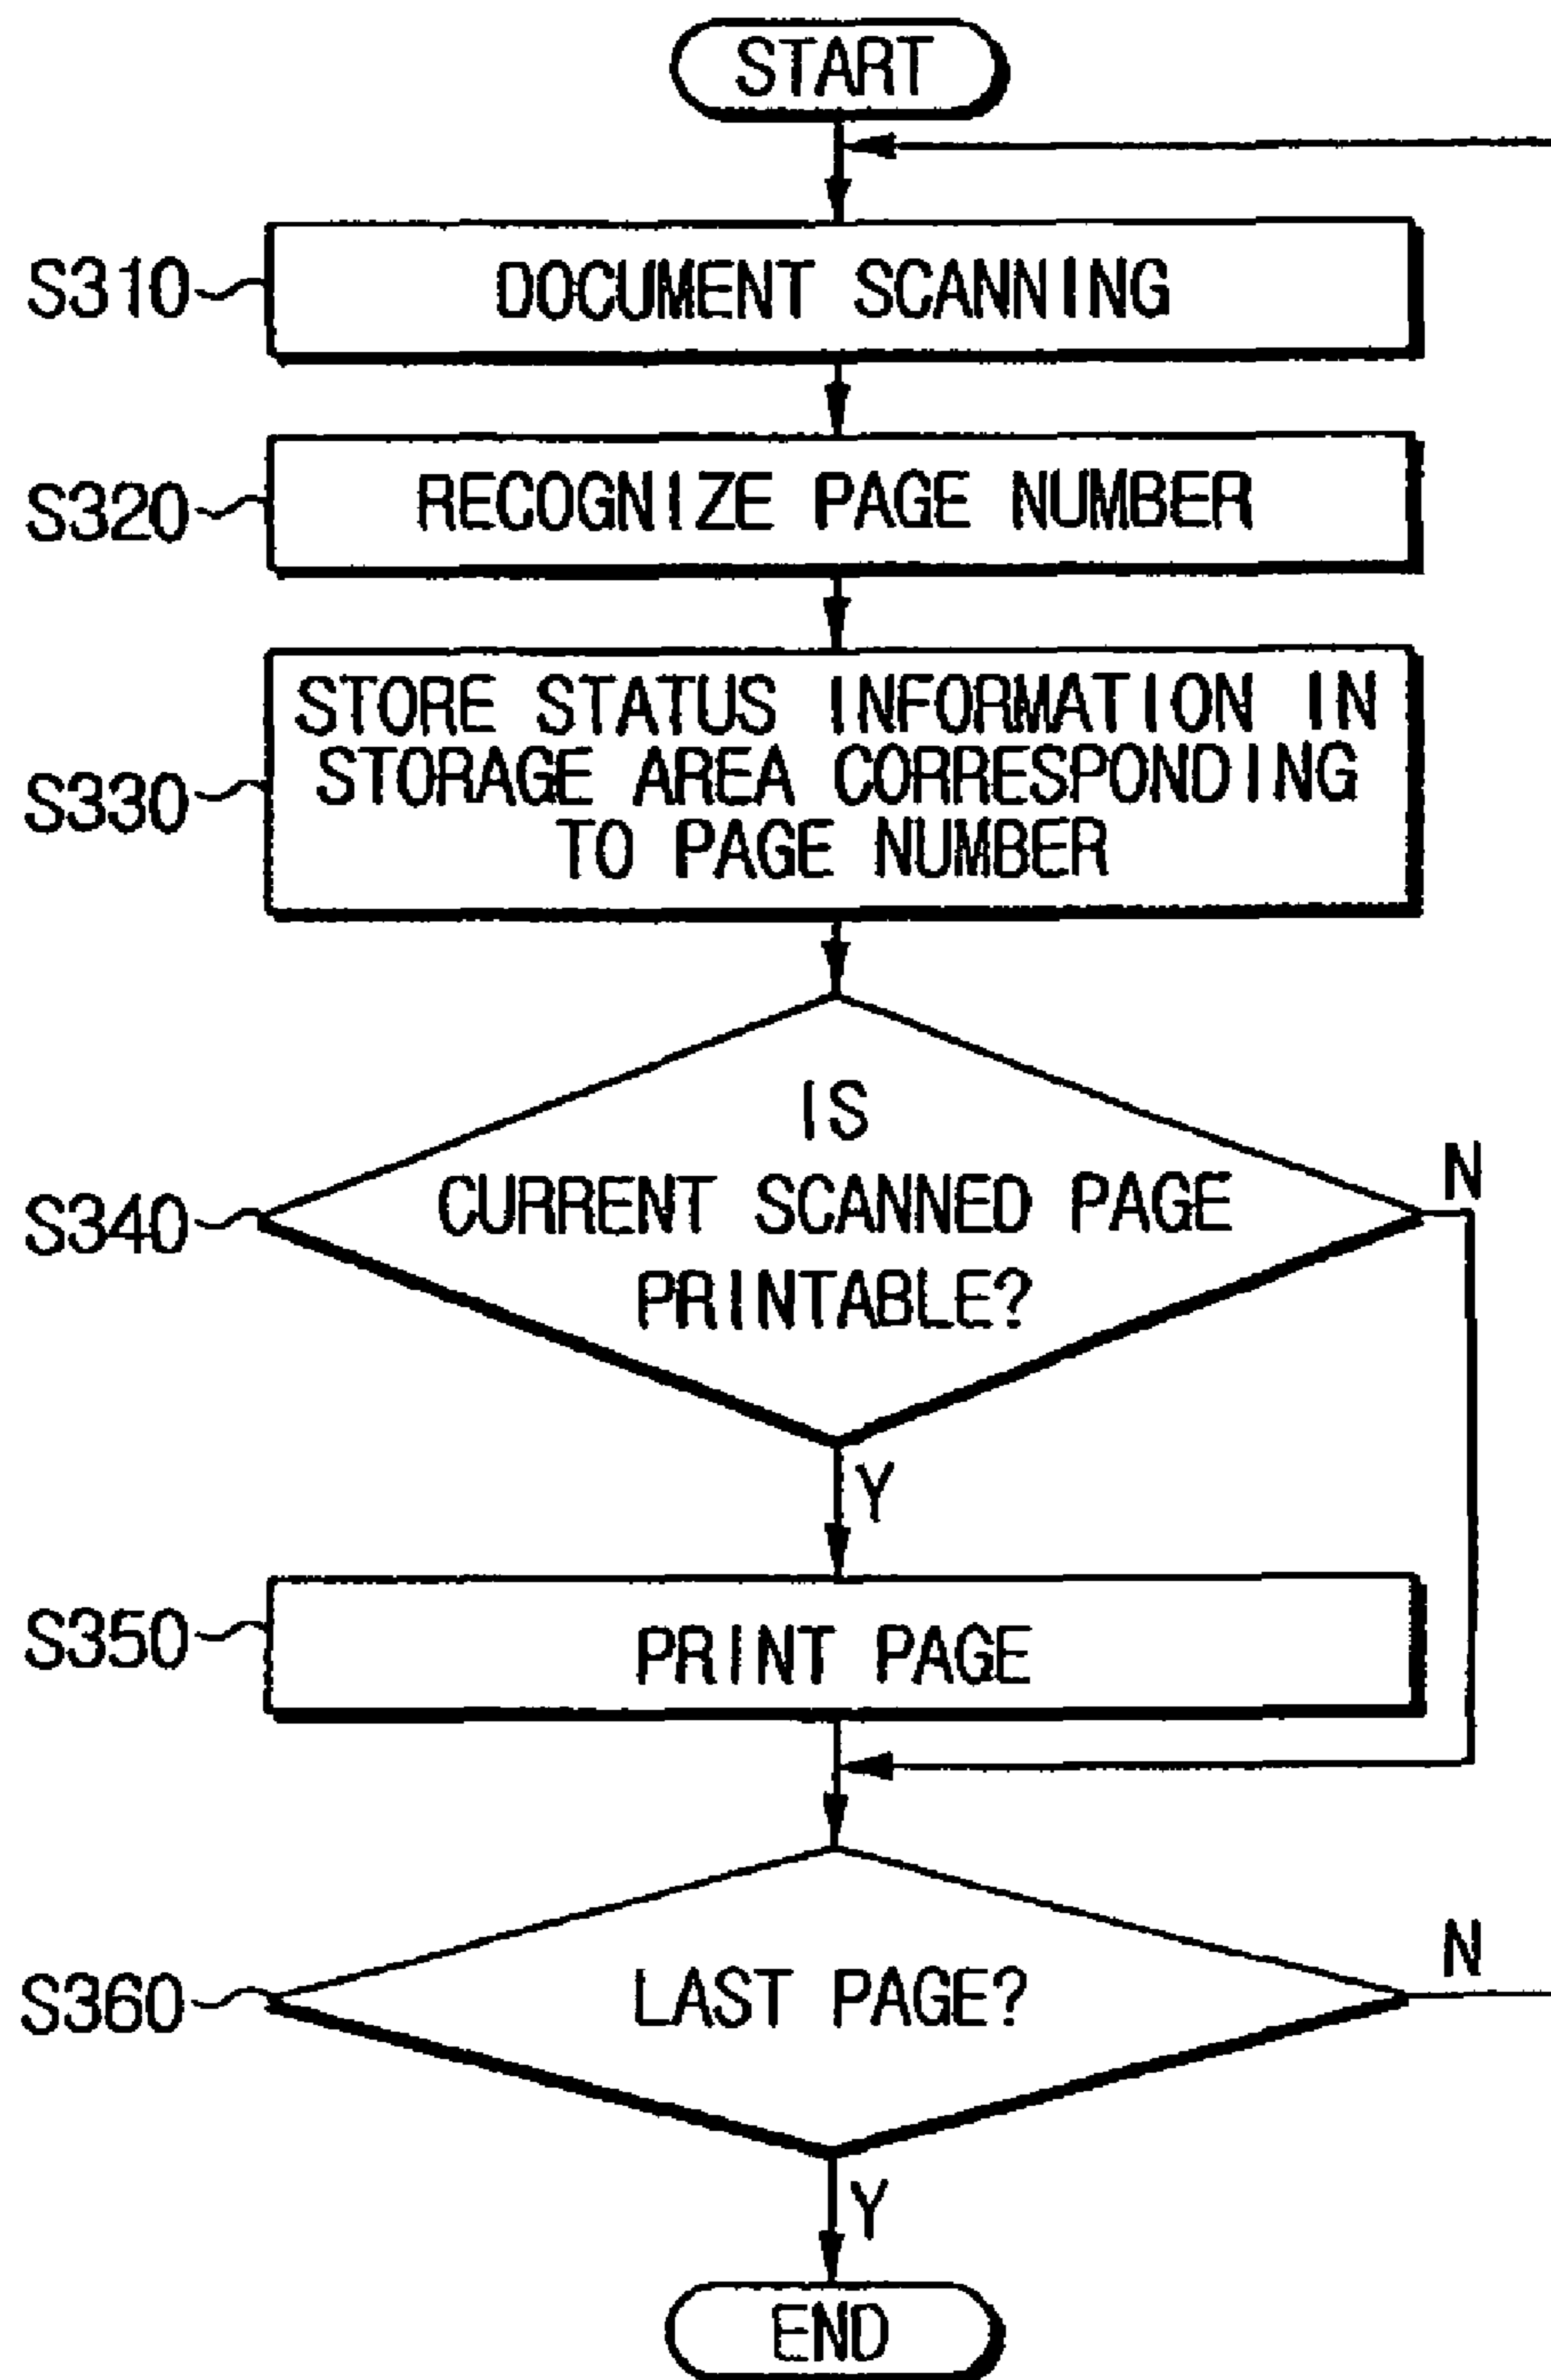 START
S310
DOCUMENT SCANNING
S320
RECOGNIZE PAGE NUMBER
S330
STORE STATUS INFORMATION IN
STORAGE AREA CORRESPONDING
TO PAGE NUMBER
S340
IS
CURRENT SCANNED PAGE
PRINTABLE?
N
Y
S350
PRINT PAGE
S360
LAST PAGE?
N
Y
END